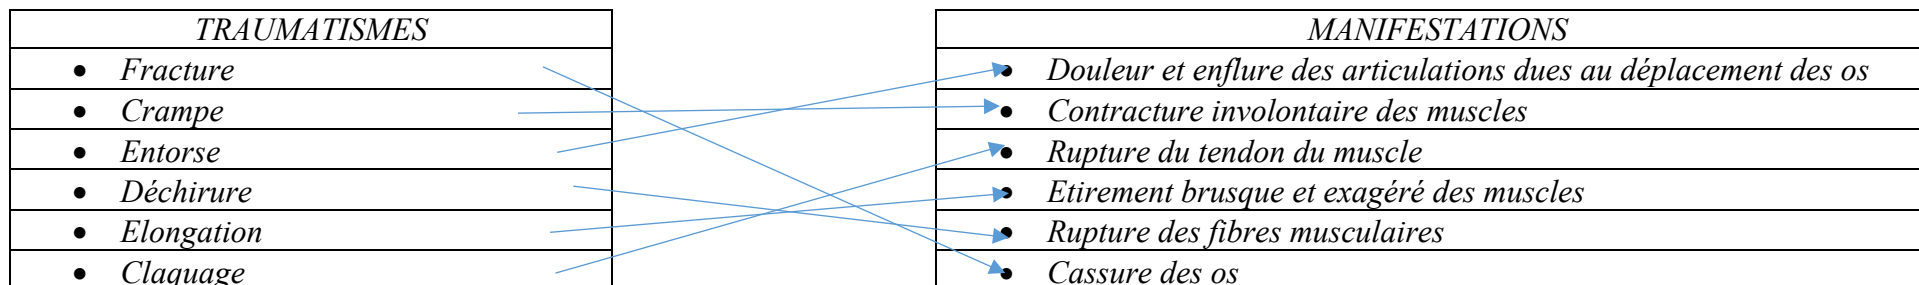 TRAUMATISMES MANIFESTATIONS
• Fracture • Douleur et enflure des articulations dues au déplacement des os
• Crampe • Contracture involontaire des muscles
• Entorse • Rupture du tendon du muscle
• Déchirure • Etirement brusque et exagéré des muscles
• Elongation • Rupture des fibres musculaires
• Claquage • Cassure des os